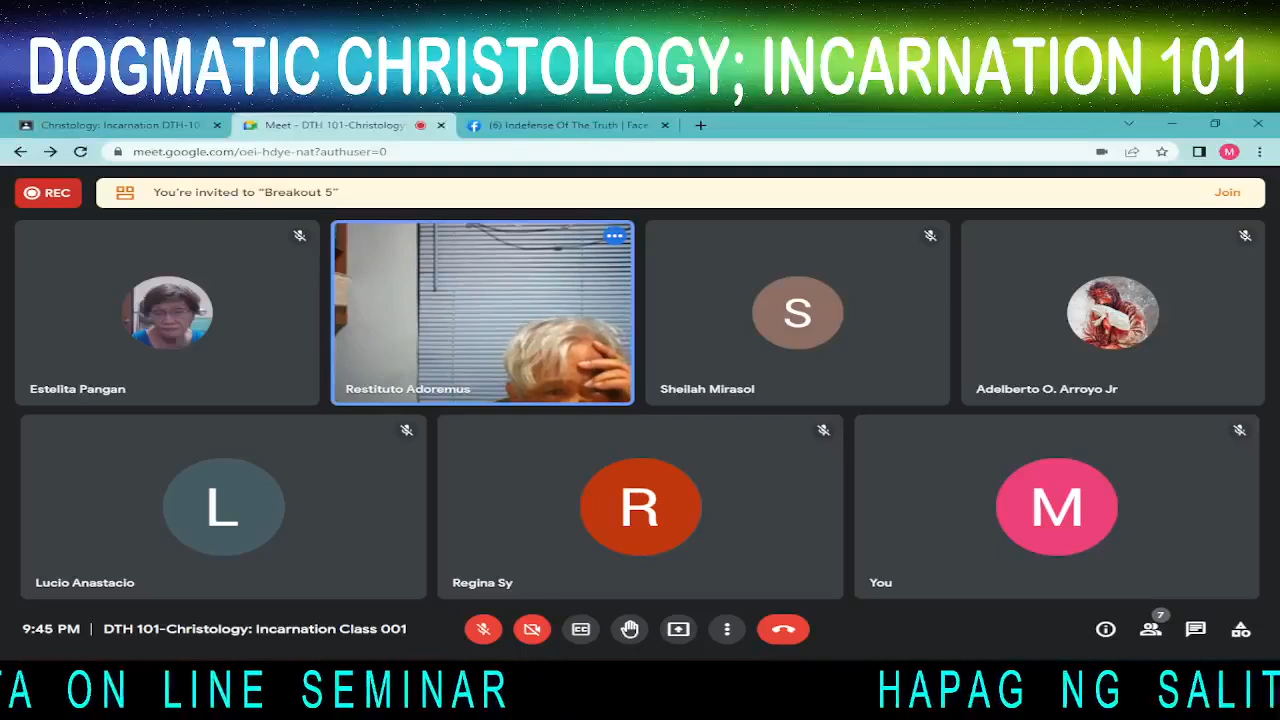 DOGMATIC CHRISTOLOGY; INCARNATION 101
Christology: Incarnation DTH-10
Meet - DTH 101-Christology
(6) Indefense Of The Truth | Face
meet.google.com/oei-hdye-nat?authuser=0
M
REC
You're invited to "Breakout 5"
Join
Estelita Pangan
Restituto Adoremus
S
Sheilah Mirasol
Adelberto O. Arroyo Jr
L
Lucio Anastacio
R
Regina Sy
M
You
9:45 PM | DTH 101-Christology: Incarnation Class 001
CC
7
TA ON LINE SEMINAR
HAPAG NG SALIT